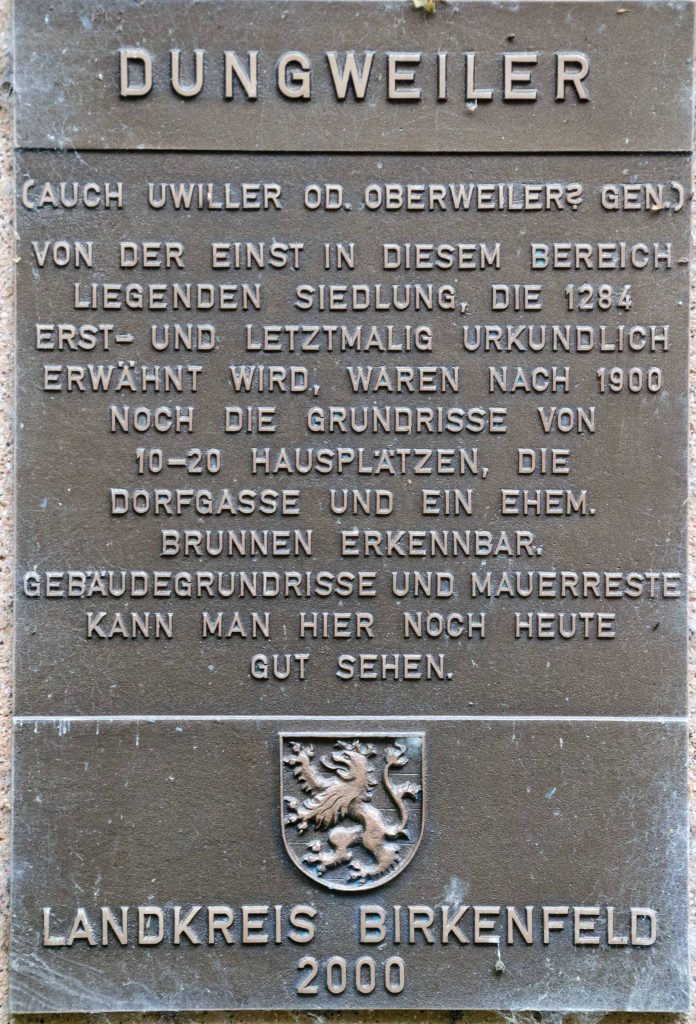 DUNGWEILER
(AUCH UWILLER OD. OBERWEILER? GEN.)
VON DER EINST IN DIESEM BEREICH
LIEGENDEN SIEDLUNG, DIE 1284
ERST- UND LETZTMALIG URKUNDLICH
ERWÄHNT WIRD, WAREN NACH 1900
NOCH DIE GRUNDRISSE VON
10-20 HAUSPLÄTZEN, DIE
DORFGASSE UND EIN EHEM.
BRUNNEN ERKENNBAR.
GEBÄUDEGRUNDRISSE UND MAUERRESTE
KANN MAN HIER NOCH HEUTE
GUT SEHEN.
LANDKREIS BIRKENFELD
2000